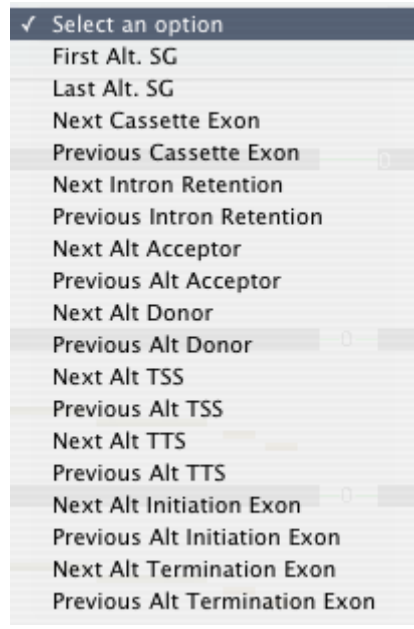 ✓ Select an option
First Alt. SG
Last Alt. SG
Next Cassette Exon
Previous Cassette Exon
Next Intron Retention
Previous Intron Retention
Next Alt Acceptor
Previous Alt Acceptor
Next Alt Donor
Previous Alt Donor
Next Alt TSS
Previous Alt TSS
Next Alt TTS
Previous Alt TTS
Next Alt Initiation Exon
Previous Alt Initiation Exon
Next Alt Termination Exon
Previous Alt Termination Exon